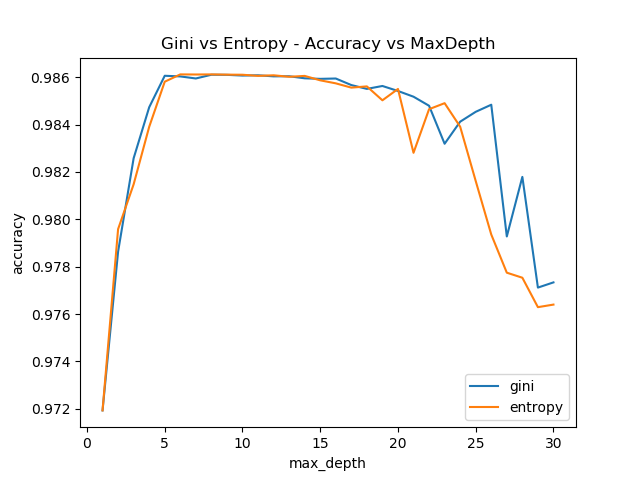 Gini vs Entropy - Accuracy vs MaxDepth
0.986
0.984
0.982
0.980
0.978
0.976
0.974
0.972
accuracy
0 5 10 15 20 25 30
max_depth
gini
entropy